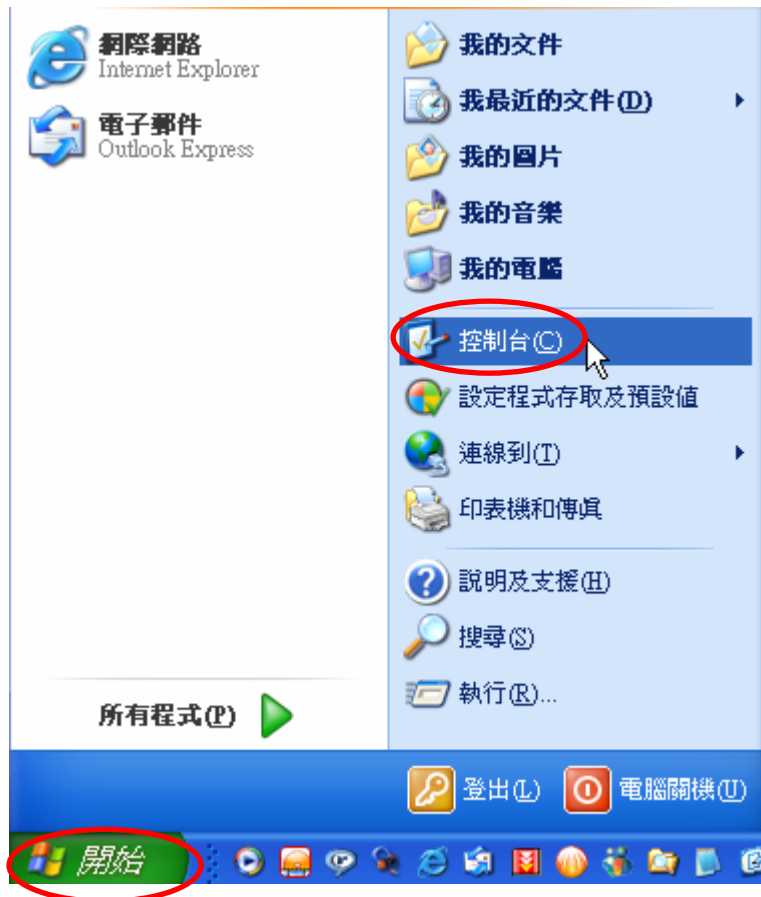 網際網路
Internet Explorer
電子郵件
Outlook Express
所有程式(P)
我的文件
我最近的文件(D)
我的圖片
我的音樂
我的電腦
控制台(C)
設定程式存取及預設值
連線到(T)
印表機和傳真
說明及支援(H)
搜尋(S)
執行(R)...
登出(L)
電腦關機(U)
開始